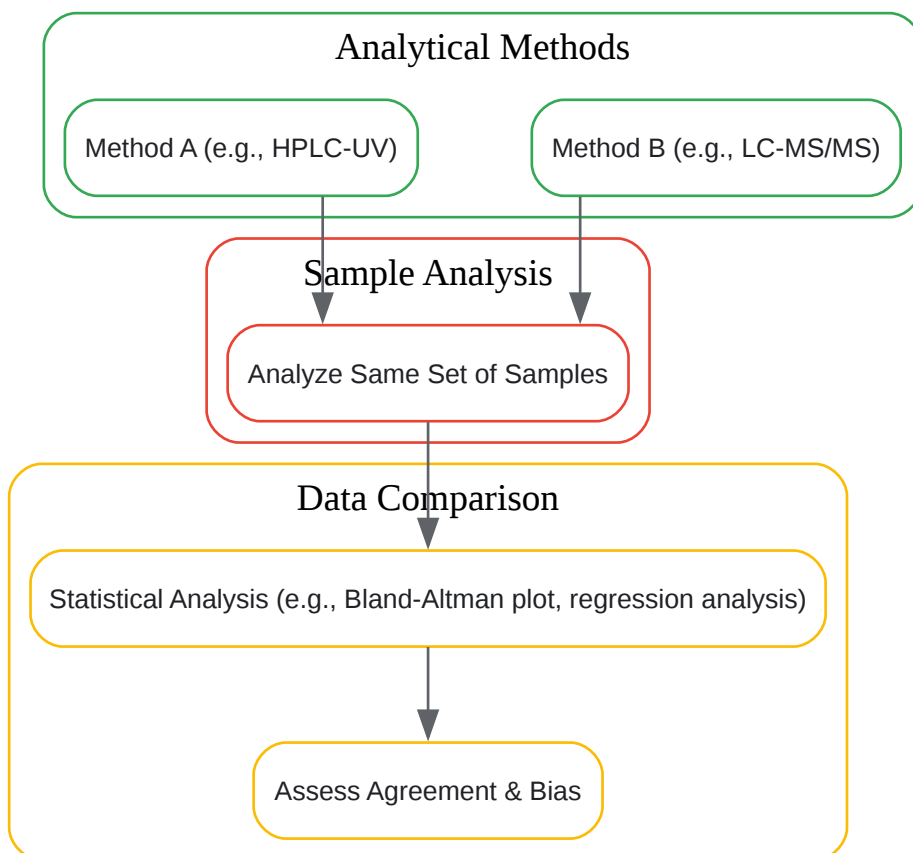 Analytical Methods
Method A (e.g., HPLC-UV)
Method B (e.g., LC-MS/MS)
Sample Analysis
Analyze Same Set of Samples
Data Comparison
Statistical Analysis (e.g., Bland-Altman plot, regression analysis)
Assess Agreement & Bias